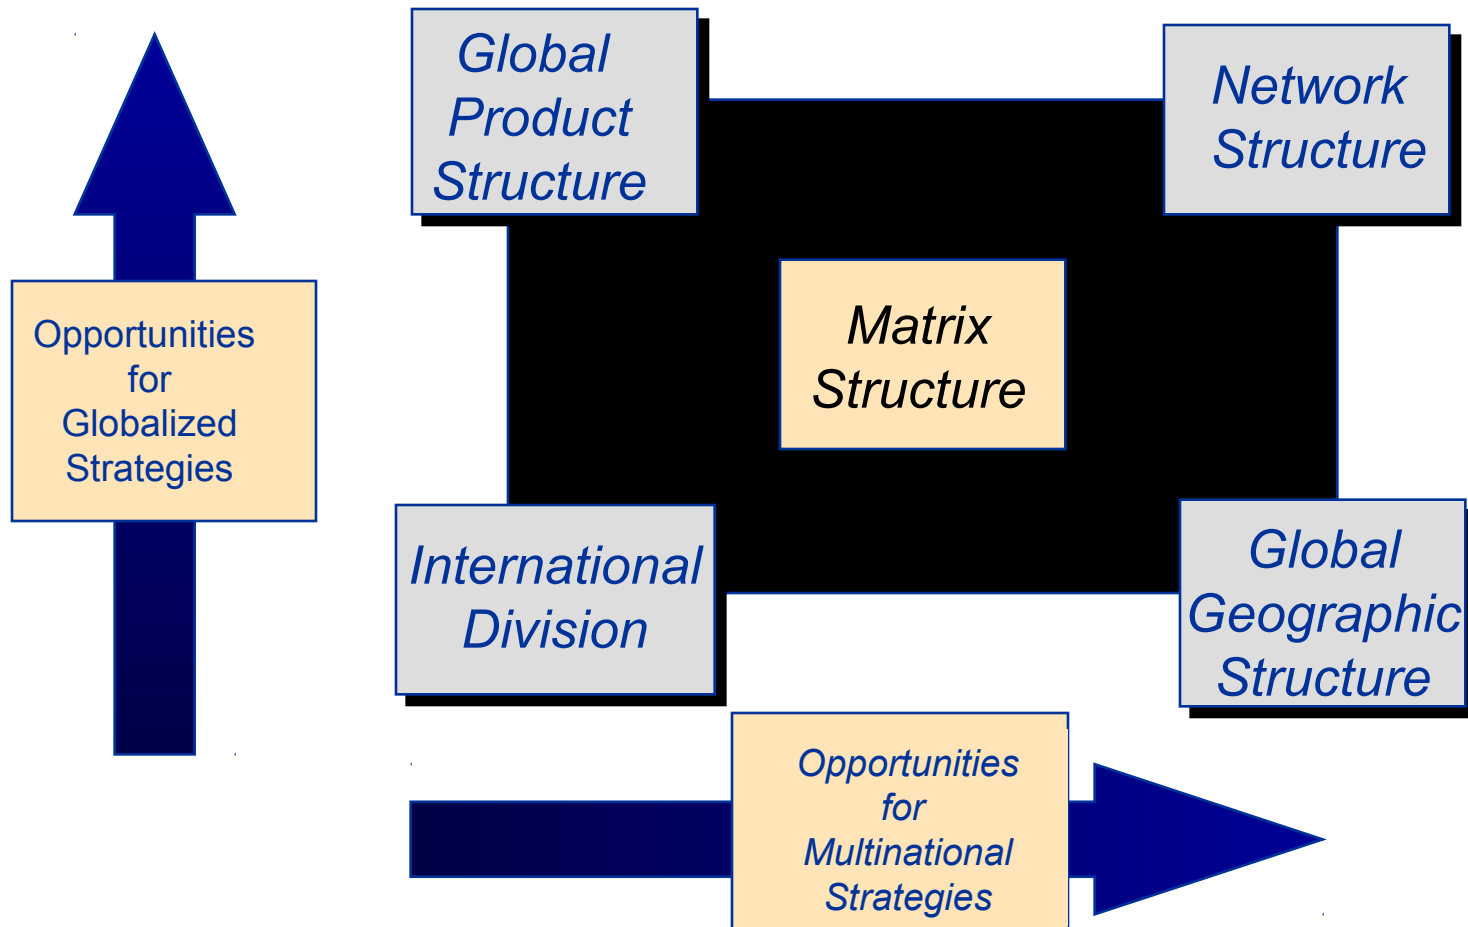 Global
Product
Structure
Network
Structure
Matrix
Structure
Opportunities
for
Globalized
Strategies
International
Division
Global
Geographic
Structure
Opportunities
for
Multinational
Strategies